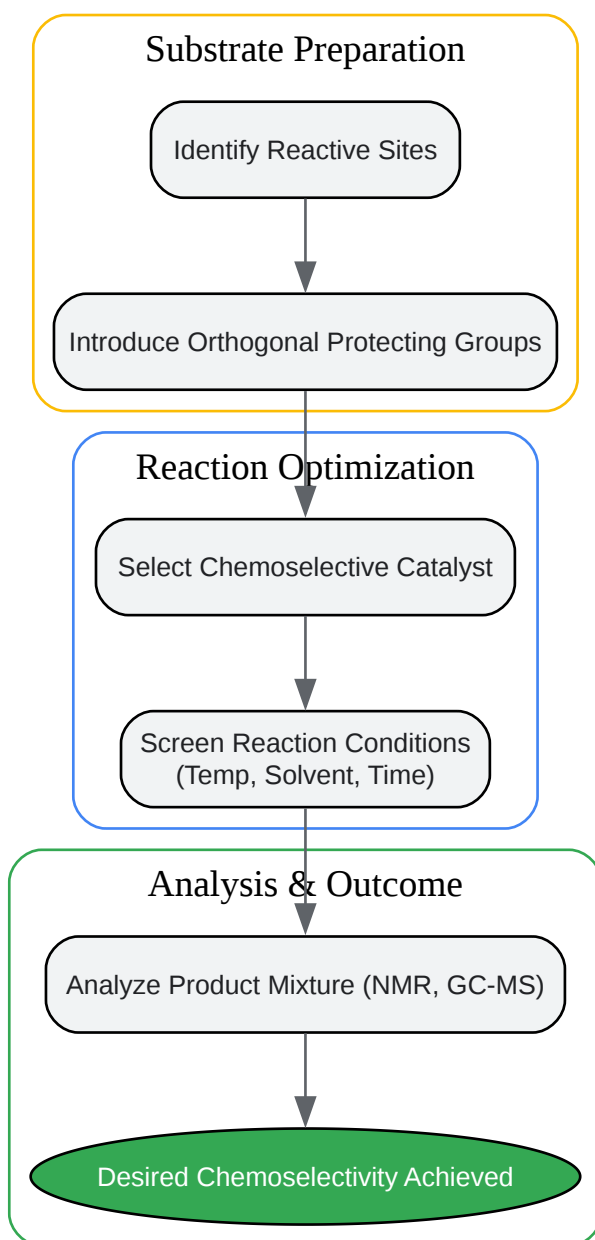 Substrate Preparation
Identify Reactive Sites
Introduce Orthogonal Protecting Groups
Reaction Optimization
Select Chemoselective Catalyst
Screen Reaction Conditions
(Temp, Solvent, Time)
Analysis & Outcome
Analyze Product Mixture (NMR, GC-MS)
Desired Chemoselectivity Achieved